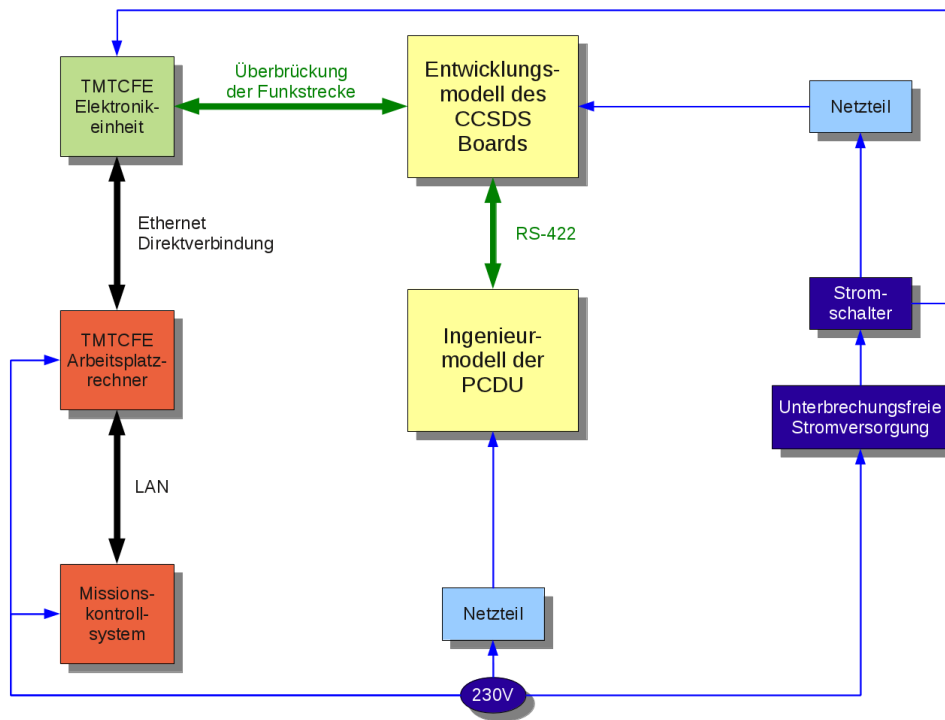 TMTCFE
Elektronik-
einheit
Überbrückung
der Funkstrecke
Entwicklungs-
modell des
CCSDS
Boards
Netzteil
Ethernet
Direktverbindung
RS-422
Strom-
schalter
TMTCFE
Arbeitsplatz-
rechner
Ingenieur-
modell der
PCDU
Unterbrechungsfreie
Stromversorgung
LAN
Missions-
kontroll-
system
Netzteil
230V